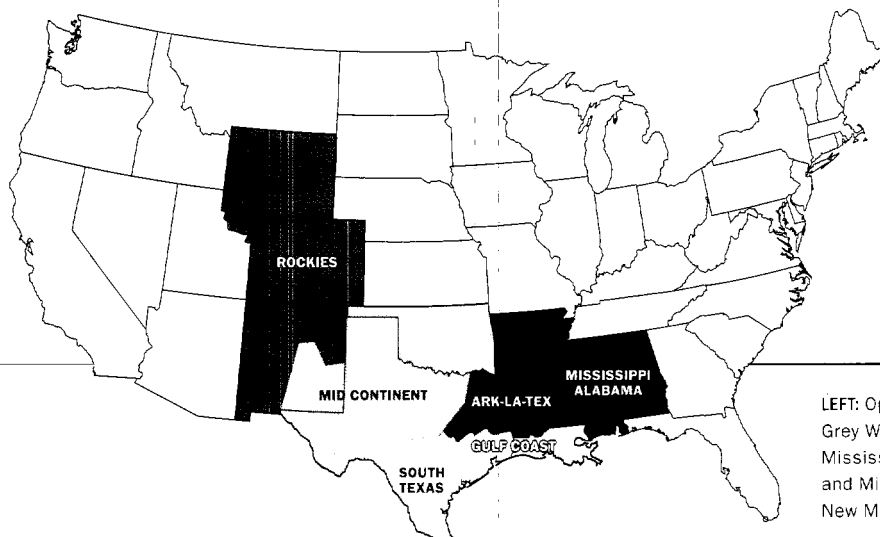 ROCKIES
MID CONTINENT
ARK-LA-TEX
MISSISSIPPI
ALABAMA
GULF COAST
SOUTH
TEXAS
LEFT: Op
Grey W
Mississ
and Mi
New M